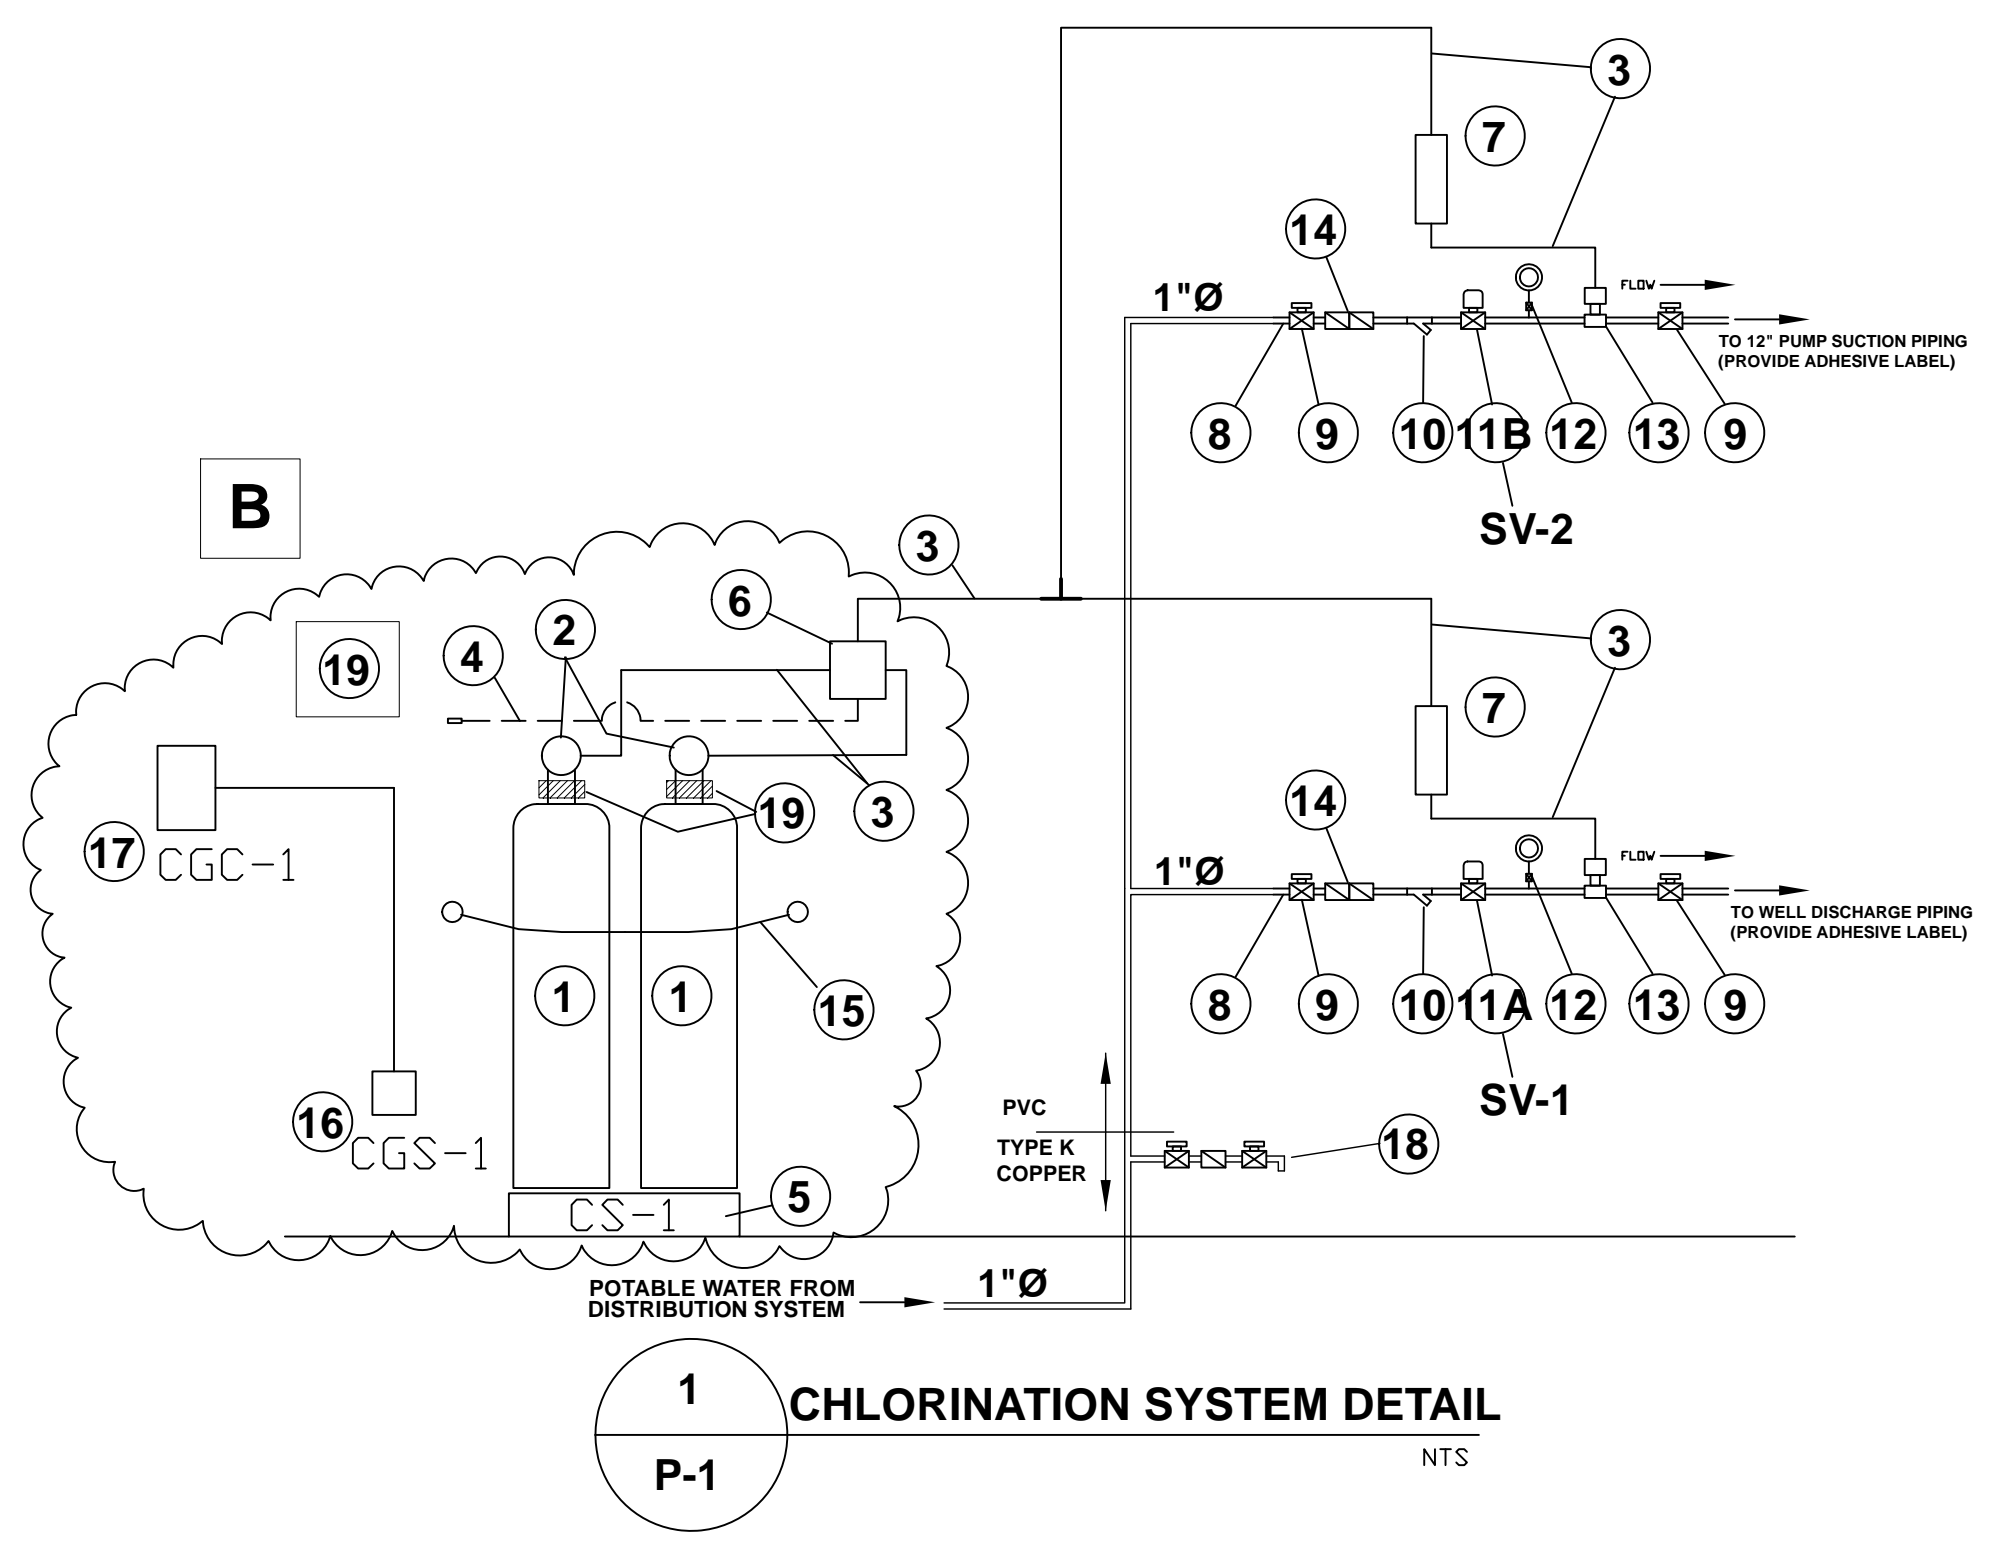 3
7
14
1"Ø
FLOW
TO 12" PUMP SUCTION PIPING
(PROVIDE ADHESIVE LABEL)
8
9
10
11B
12
13
9
SV-2
B
3
6
2
4
19
3
7
17
CGC-1
19
3
14
1"Ø
FLOW
TO WELL DISCHARGE PIPING
(PROVIDE ADHESIVE LABEL)
1
1
15
8
9
10
11A
12
13
9
SV-1
16
CGS-1
PVC
TYPE K
COPPER
18
CS-1
5
POTABLE WATER FROM
DISTRIBUTION SYSTEM
1"Ø
1
P-1
CHLORINATION SYSTEM DETAIL
NTS